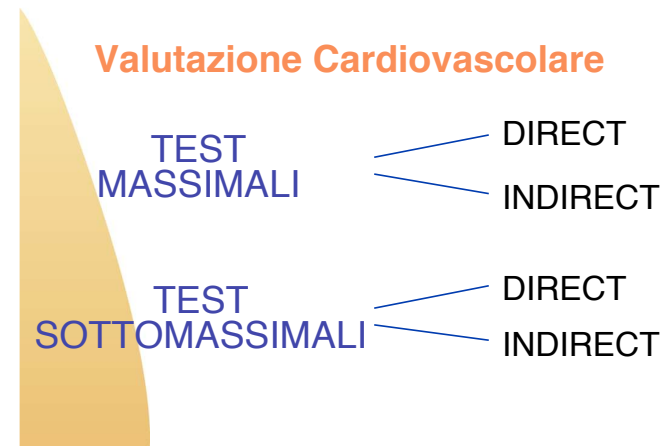 Valutazione Cardiovascolare
TEST
MASSIMALI
DIRECT
INDIRECT
TEST
SOTTOMASSIMALI
DIRECT
INDIRECT